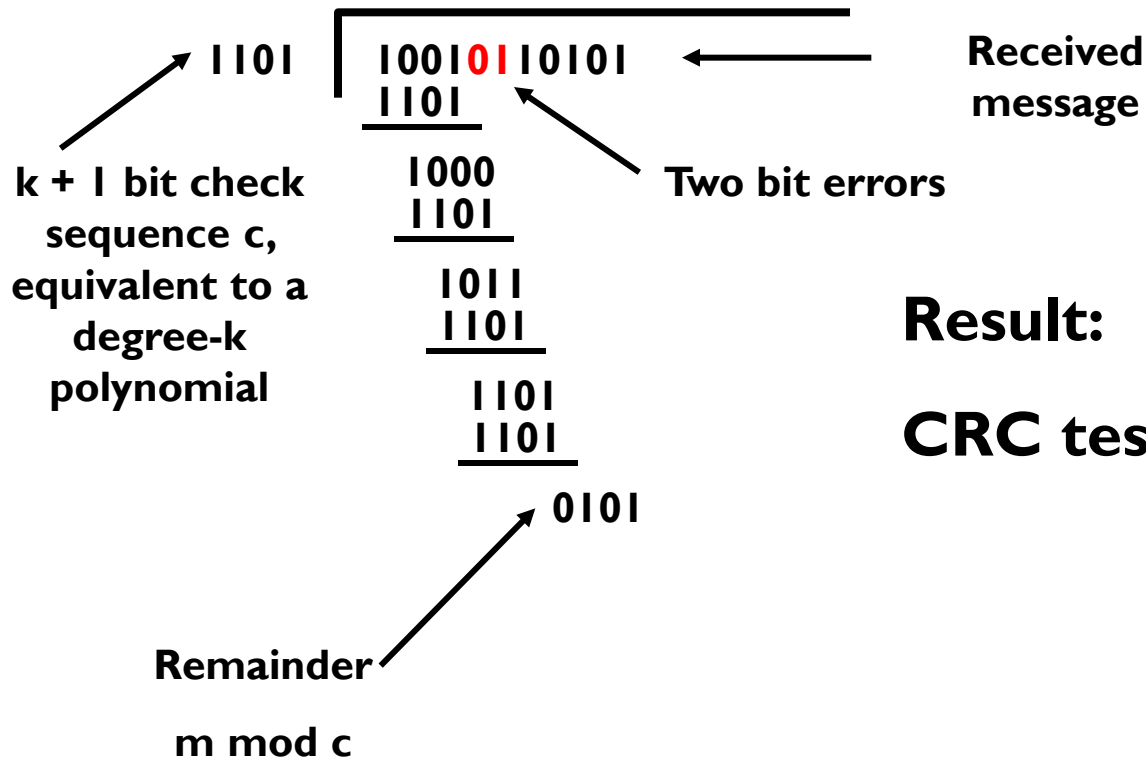 1101
10010110101
Received
message
1101
k + 1 bit check
sequence c,
equivalent to a
degree-k
polynomial
1000
1101
Two bit errors
1011
1101
Result:
1101
1101
CRC tes
0101
Remainder
m mod c